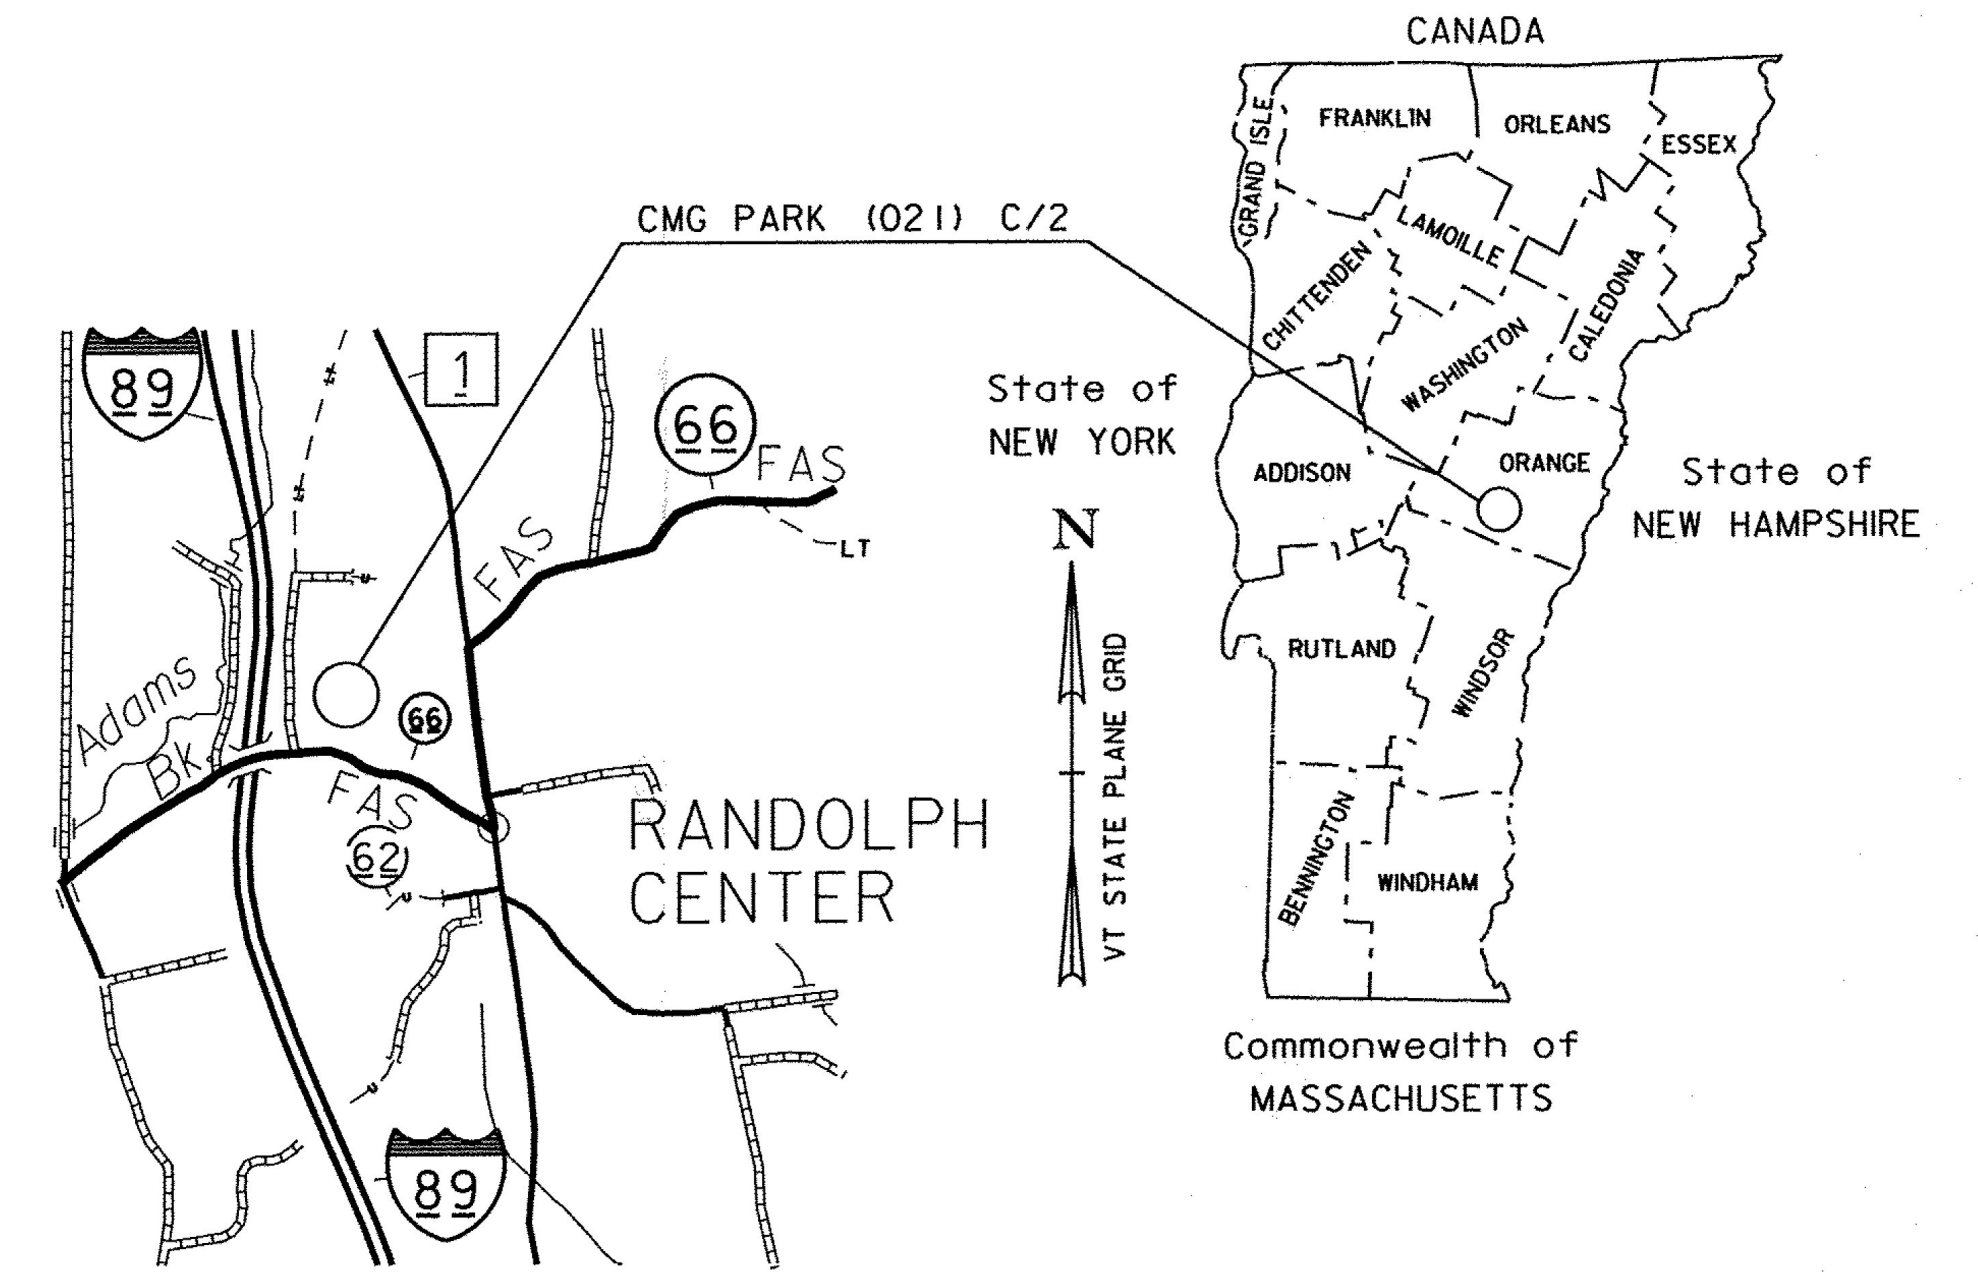 CANADA
FRANKLIN
ORLEANS
ESSEX
GRAND ISLE
LAMOILLE
CHITTENDEN
CALEDONIA
WASHINGTON
ADDISON
ORANGE
RUTLAND
WINDSOR
BENNINGTON
WINDHAM
State of
NEW YORK
State of
NEW HAMPSHIRE
Commonwealth of
MASSACHUSETTS
CMG PARK (021) C/2
N
VT STATE PLANE GRID
89
1
66
FAS
FAS
LT
Adams
Bk.
66
FAS
62
RANDOLPH
CENTER
89